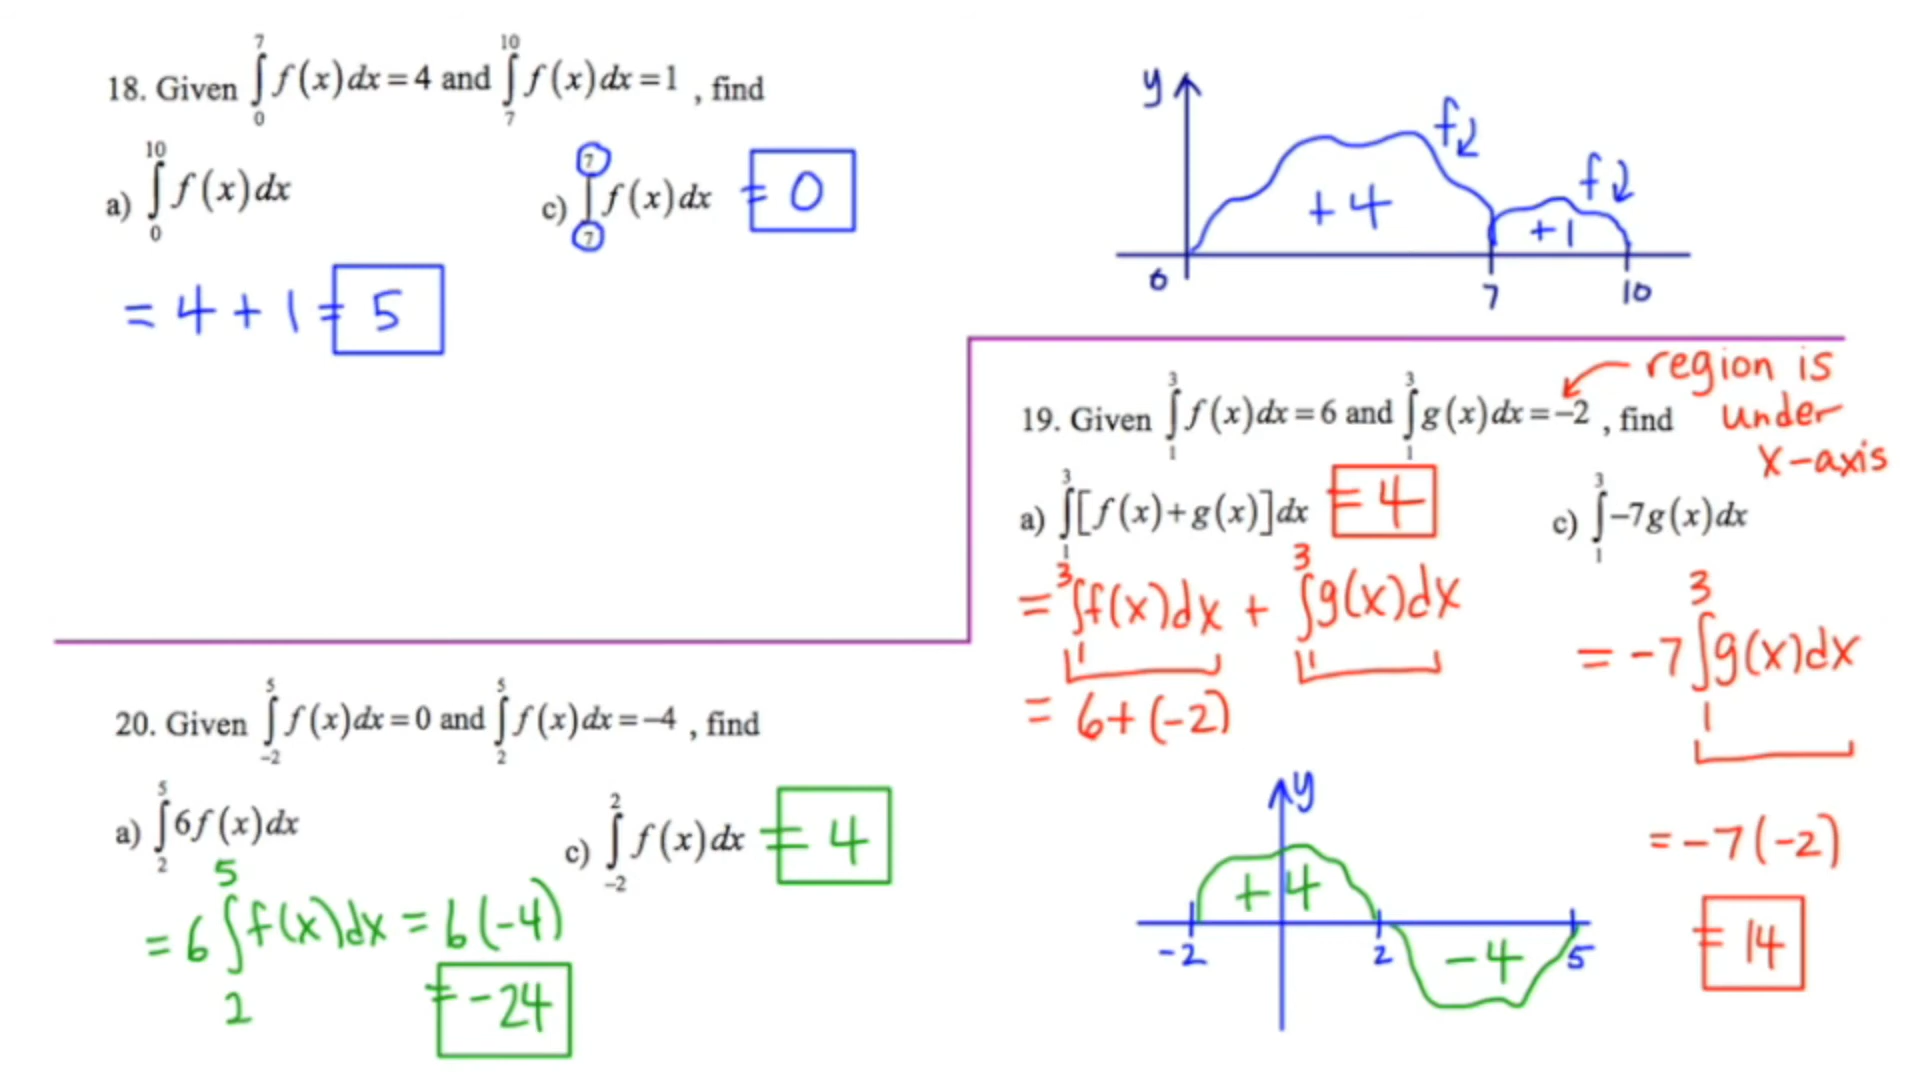 18. Given ∫₀⁷ f(x)dx = 4 and ∫₇¹⁰ f(x)dx = 1 , find
a) ∫₀¹⁰ f(x)dx
= 4 + 1 = 5
c) ∫₇⁷ f(x)dx = 0
y
f
f
+4
+1
0 7 10
19. Given ∫₁³ f(x)dx = 6 and ∫₁³ g(x)dx = −2 , find
region is
under
x-axis
a) ∫₁³ [f(x)+g(x)]dx = 4
= ∫₁³ f(x)dx + ∫₁³ g(x)dx
= 6+(-2)
c) ∫₁³ −7g(x)dx
= -7 ∫₁³ g(x)dx
= -7(-2)
= 14
20. Given ∫₋₂⁵ f(x)dx = 0 and ∫₂⁵ f(x)dx = −4 , find
a) ∫₂⁵ 6f(x)dx
= 6 ∫₂⁵ f(x)dx = 6(-4)
= -24
c) ∫₋₂² f(x)dx = 4
y
+4
-2 2 5
-4